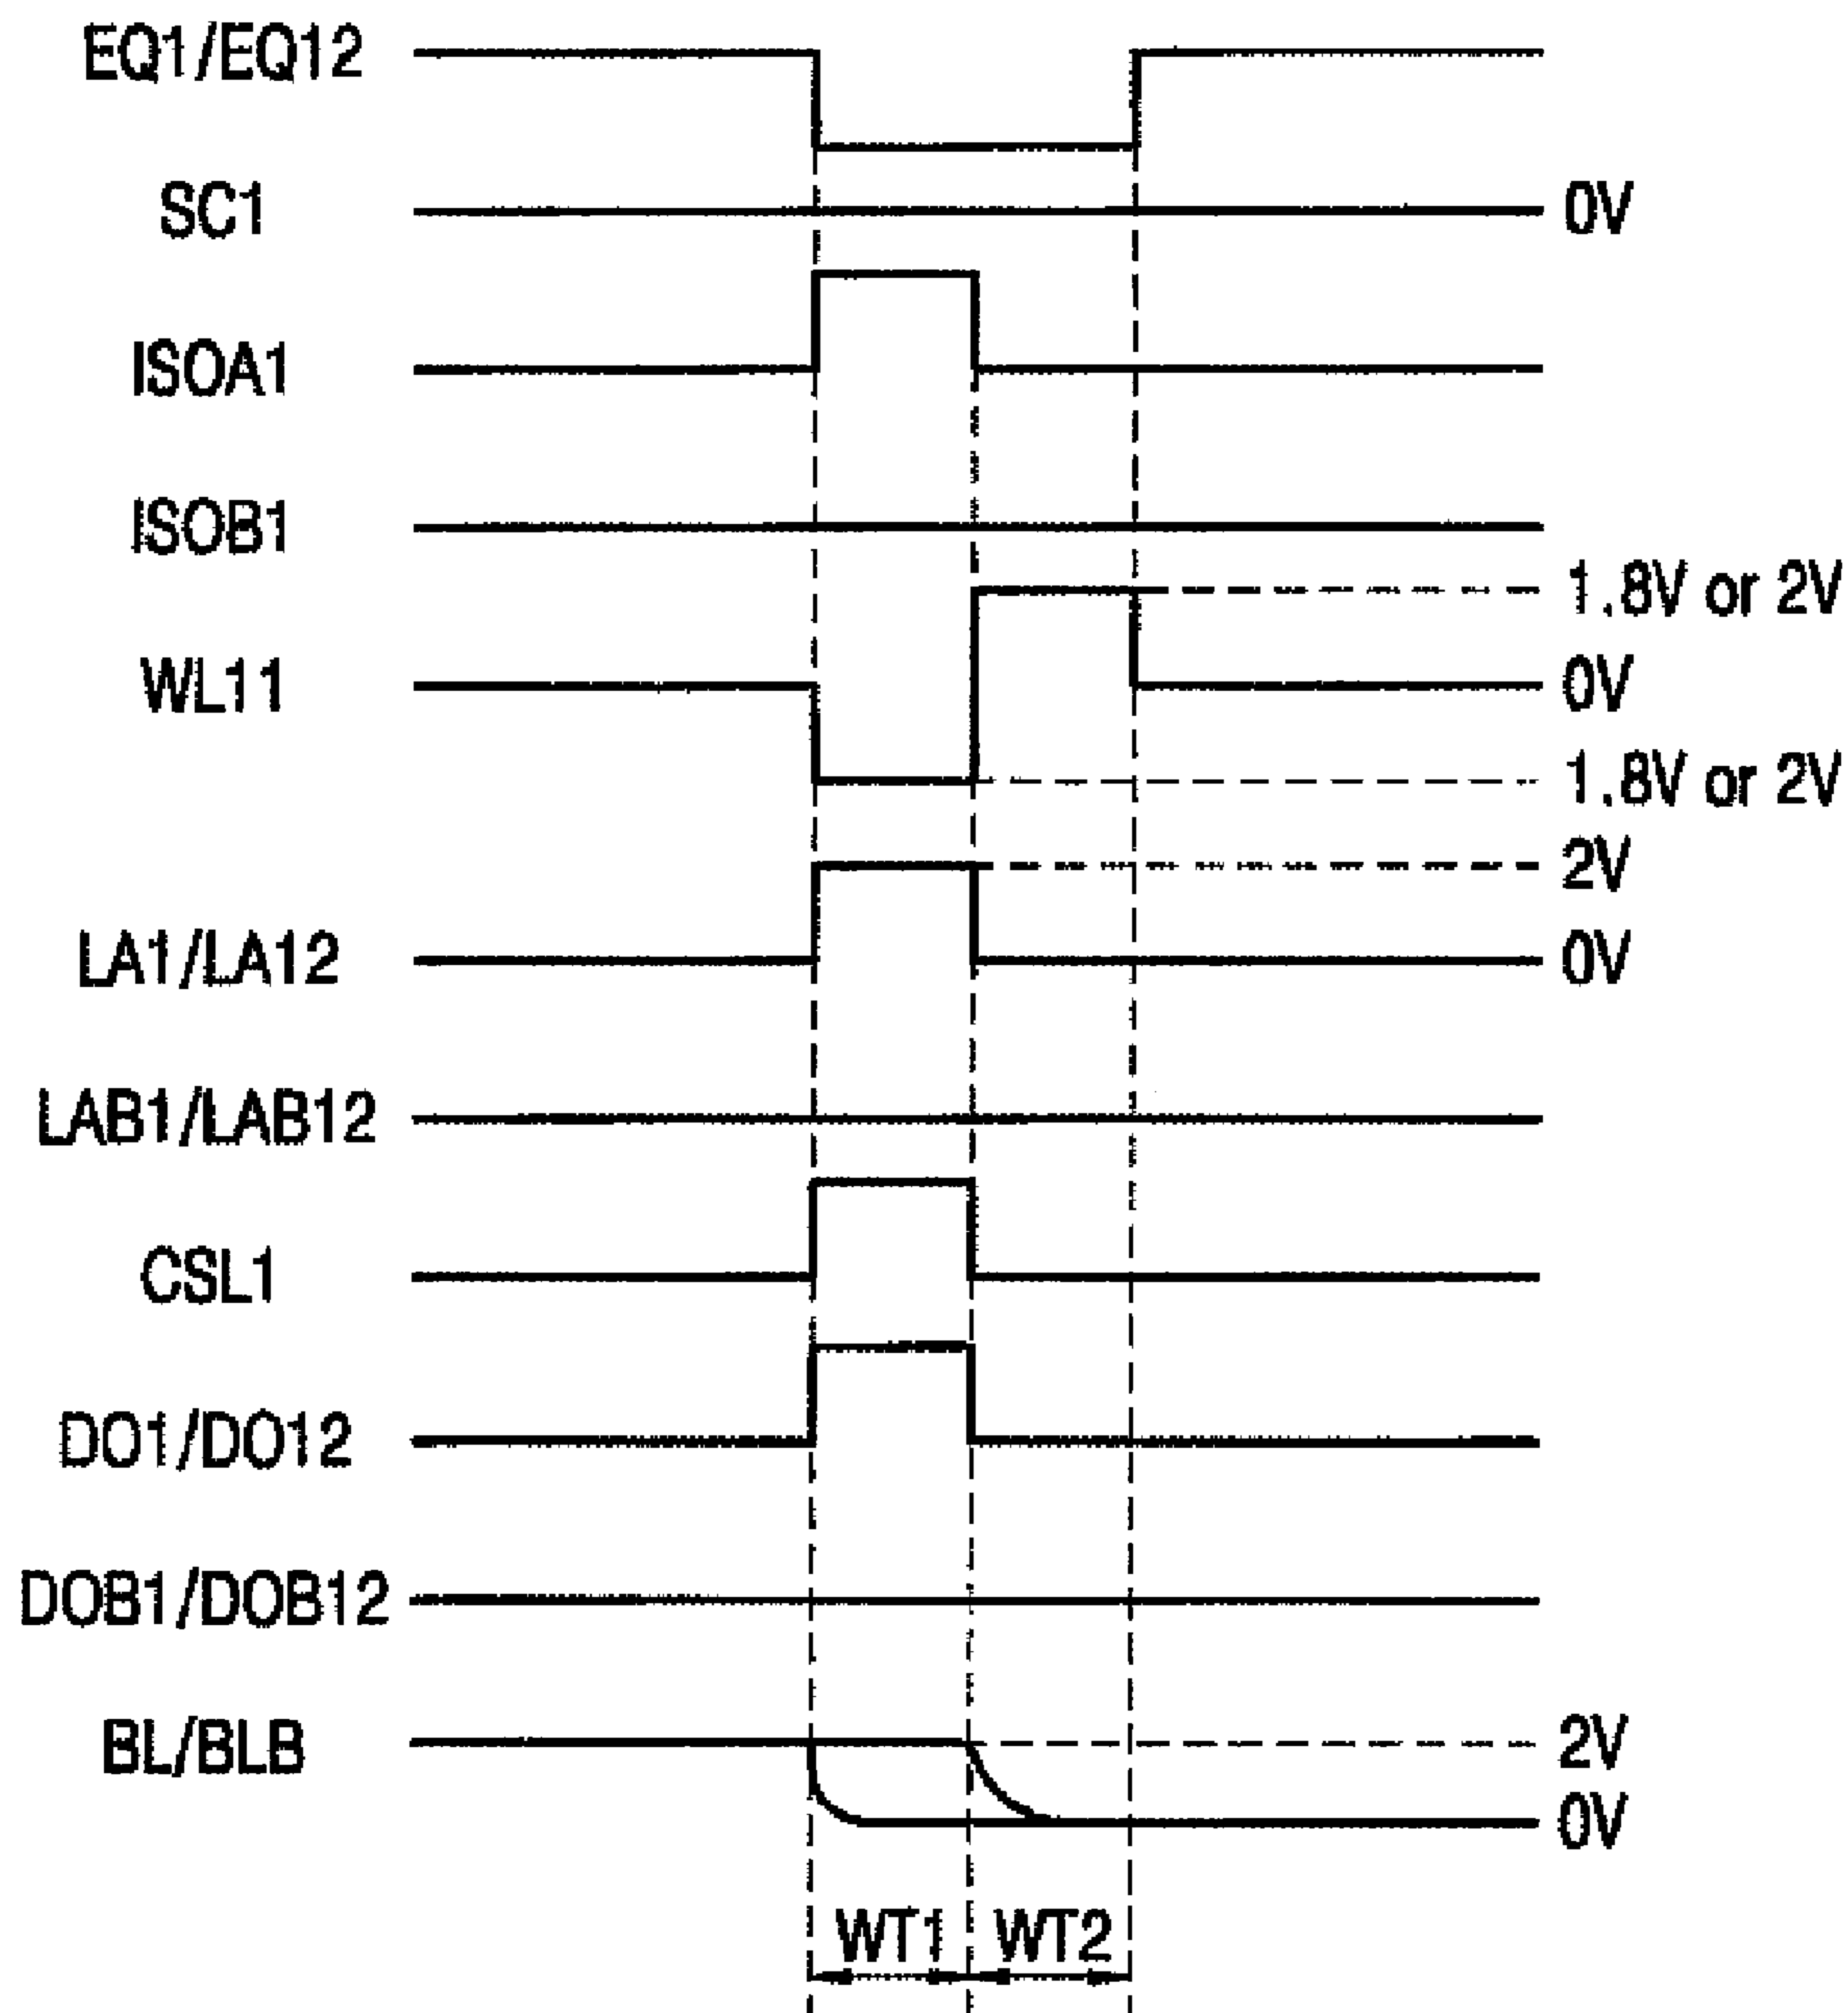 EQ1/EQ12
SC1 0V
ISOA1
ISOB1
1.8V or 2V
WL11 0V
1.8V or 2V
2V
LA1/LA12 0V
LAB1/LAB12
CSL1
DO1/DO12
DOB1/DOB12
BL/BLB 2V
0V
WT1 WT2